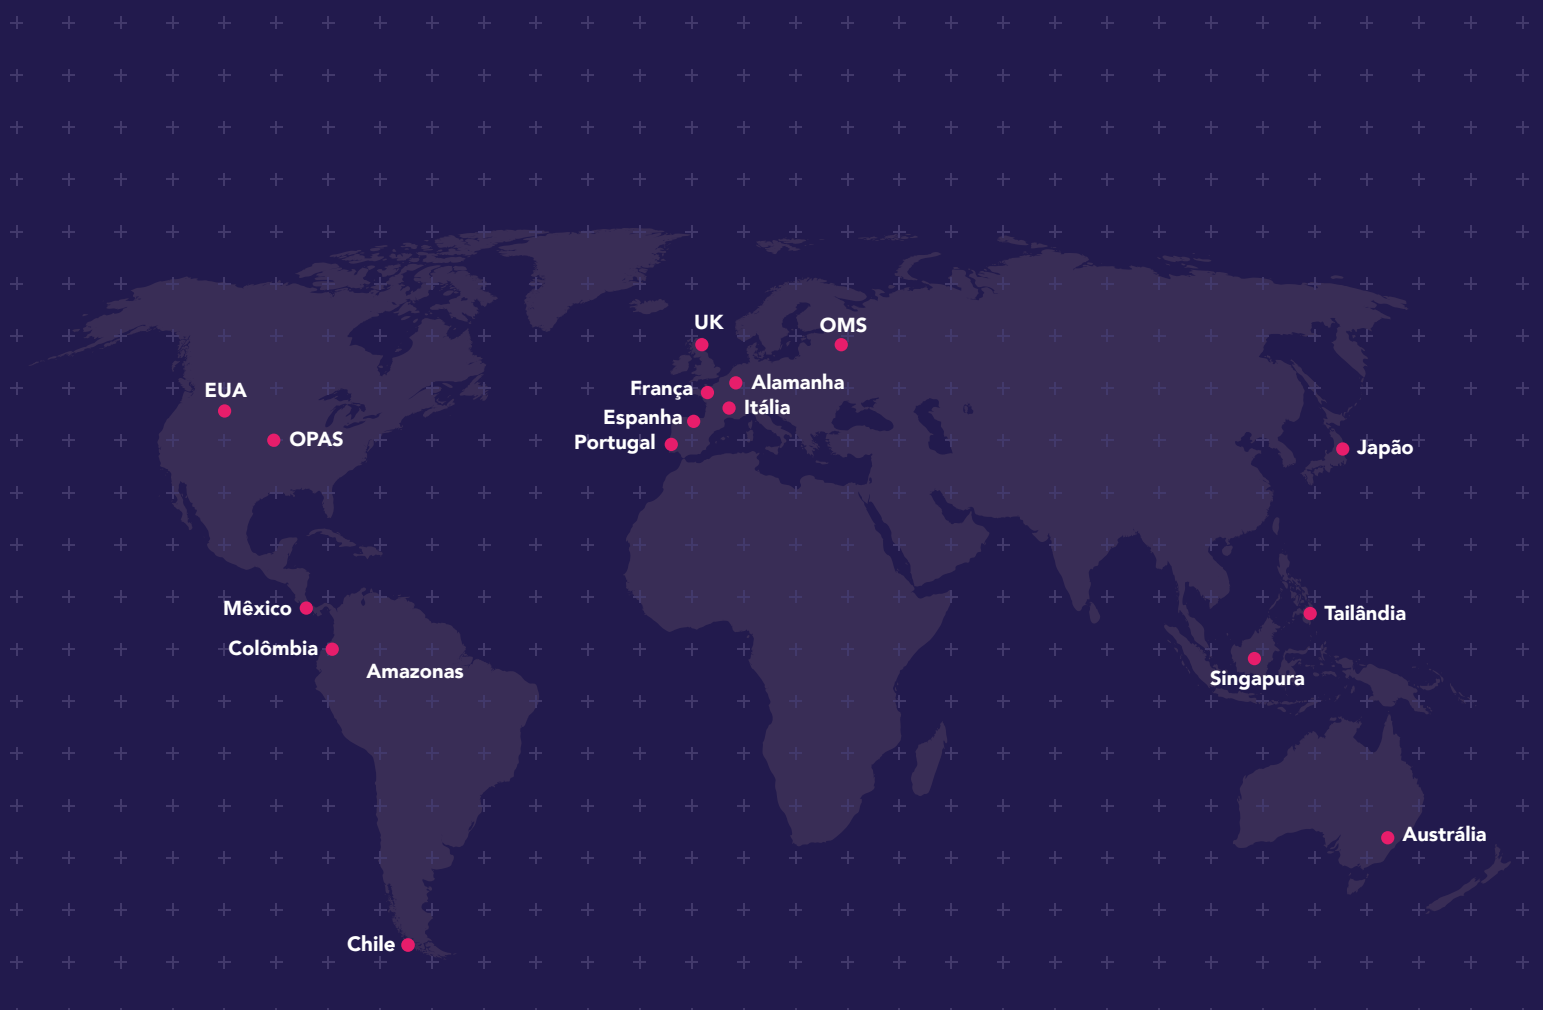 UK
OMS
França
Alamanha
EUA
Itália
Espanha
OPAS
Portugal
Japão
Mêxico
Tailândia
Colômbia
Amazonas
Singapura
Austrália
Chile